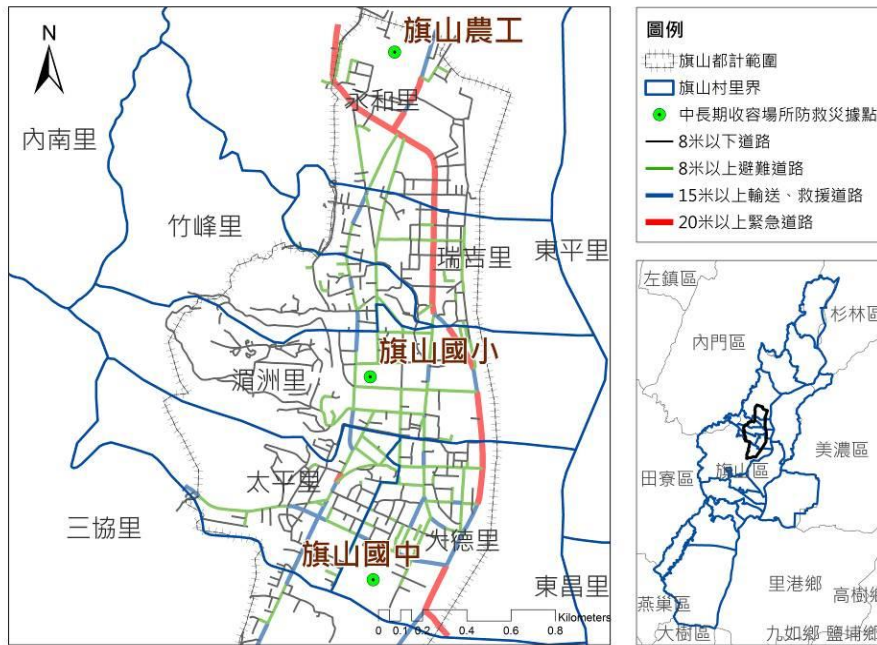 N
旗山農工
永和里
內南里
竹峰里
瑞吉里
東平里
旗山國小
湄洲里
太平里
三協里
大德里
旗山國中
東昌里
Kilometers
0 0.1 0.2 0.4 0.6 0.8
圖例
旗山都計範圍
旗山村里界
中長期收容場所防救災據點
8米以下道路
8米以上避難道路
15米以上輸送、救援道路
20米以上緊急道路
左鎮區
杉林區
內門區
美濃區
田寮區
旗山區
里港鄉
燕巢區
高樹鄉
大樹區
九如鄉
鹽埔鄉